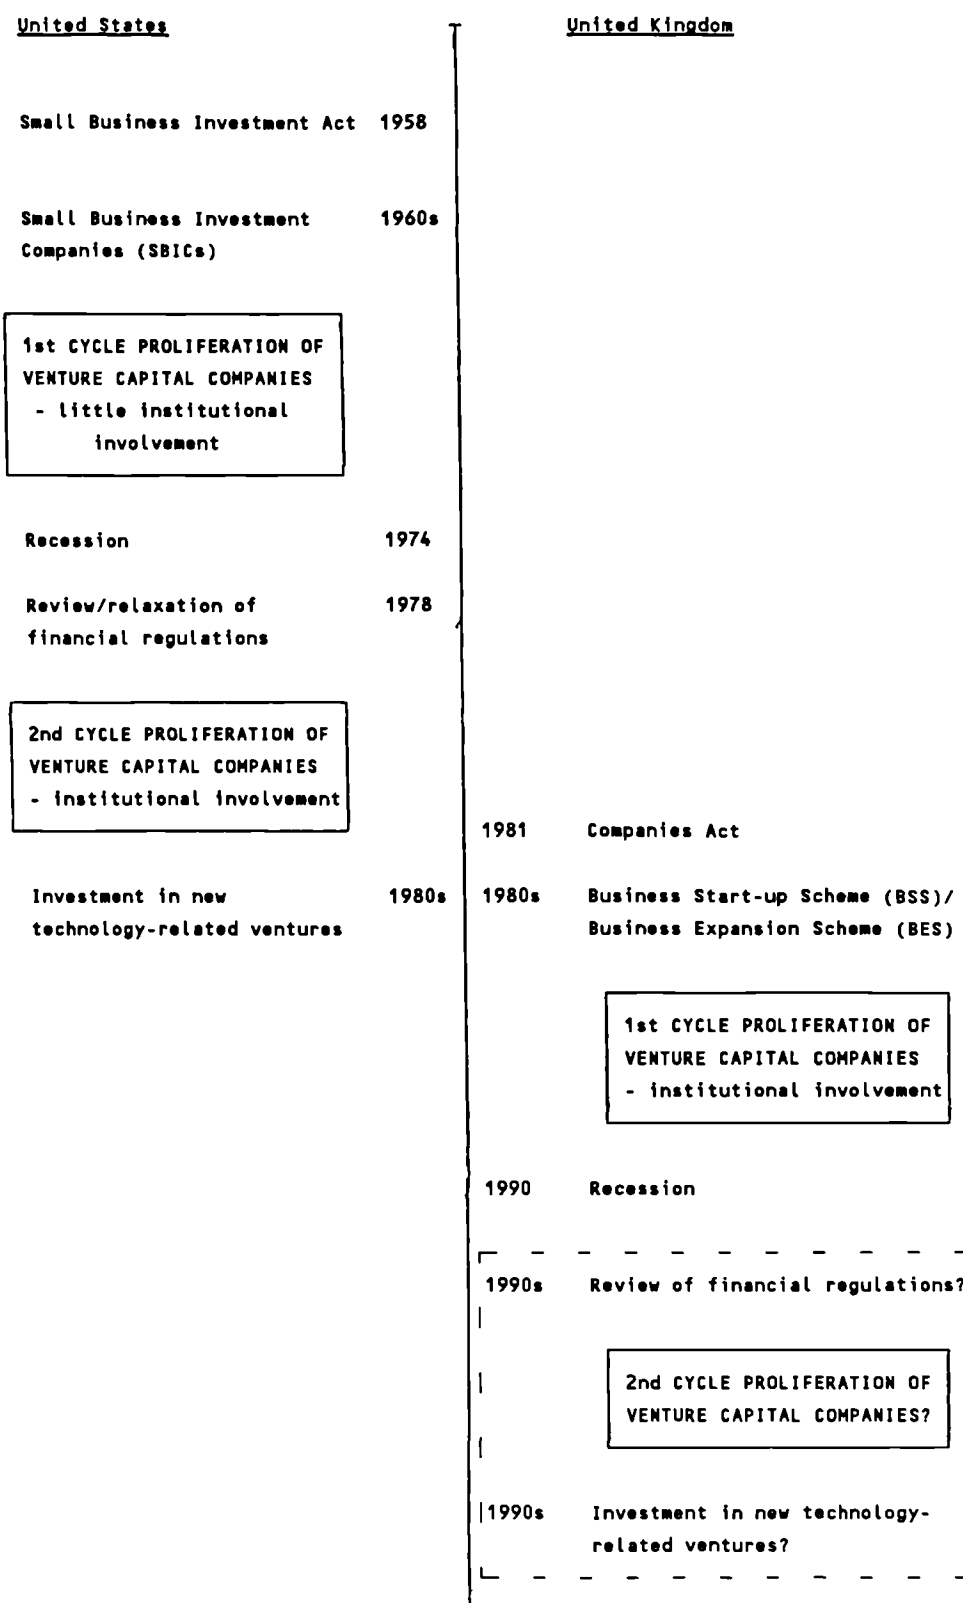 United States
United Kingdom
Small Business Investment Act 1958
Small Business Investment 1960s
Companies (SBICs)
1st CYCLE PROLIFERATION OF
VENTURE CAPITAL COMPANIES
- little institutional
involvement
Recession 1974
Review/relaxation of 1978
financial regulations
2nd CYCLE PROLIFERATION OF
VENTURE CAPITAL COMPANIES
- institutional involvement
1981 Companies Act
Investment in new 1980s
technology-related ventures
1980s Business Start-up Scheme (BSS)/
Business Expansion Scheme (BES)
1st CYCLE PROLIFERATION OF
VENTURE CAPITAL COMPANIES
- institutional involvement
1990 Recession
1990s Review of financial regulations?
2nd CYCLE PROLIFERATION OF
VENTURE CAPITAL COMPANIES?
1990s Investment in new technology-
related ventures?